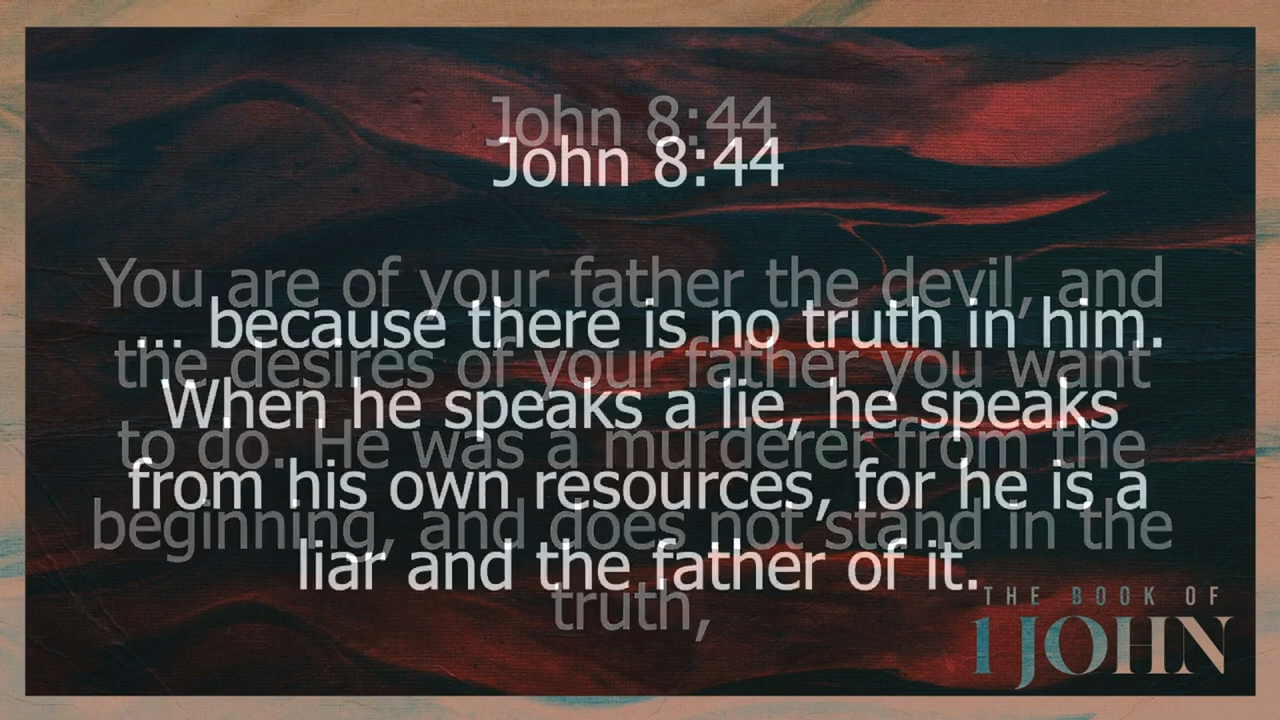 John 8:44
You are of your father the devil, and
the desires of your father you want
to do. He was a murderer from the
beginning, and does not stand in the
truth,
John 8:44
... because there is no truth in him.
When he speaks a lie, he speaks
from his own resources, for he is a
liar and the father of it.
THE BOOK OF
1 JOHN